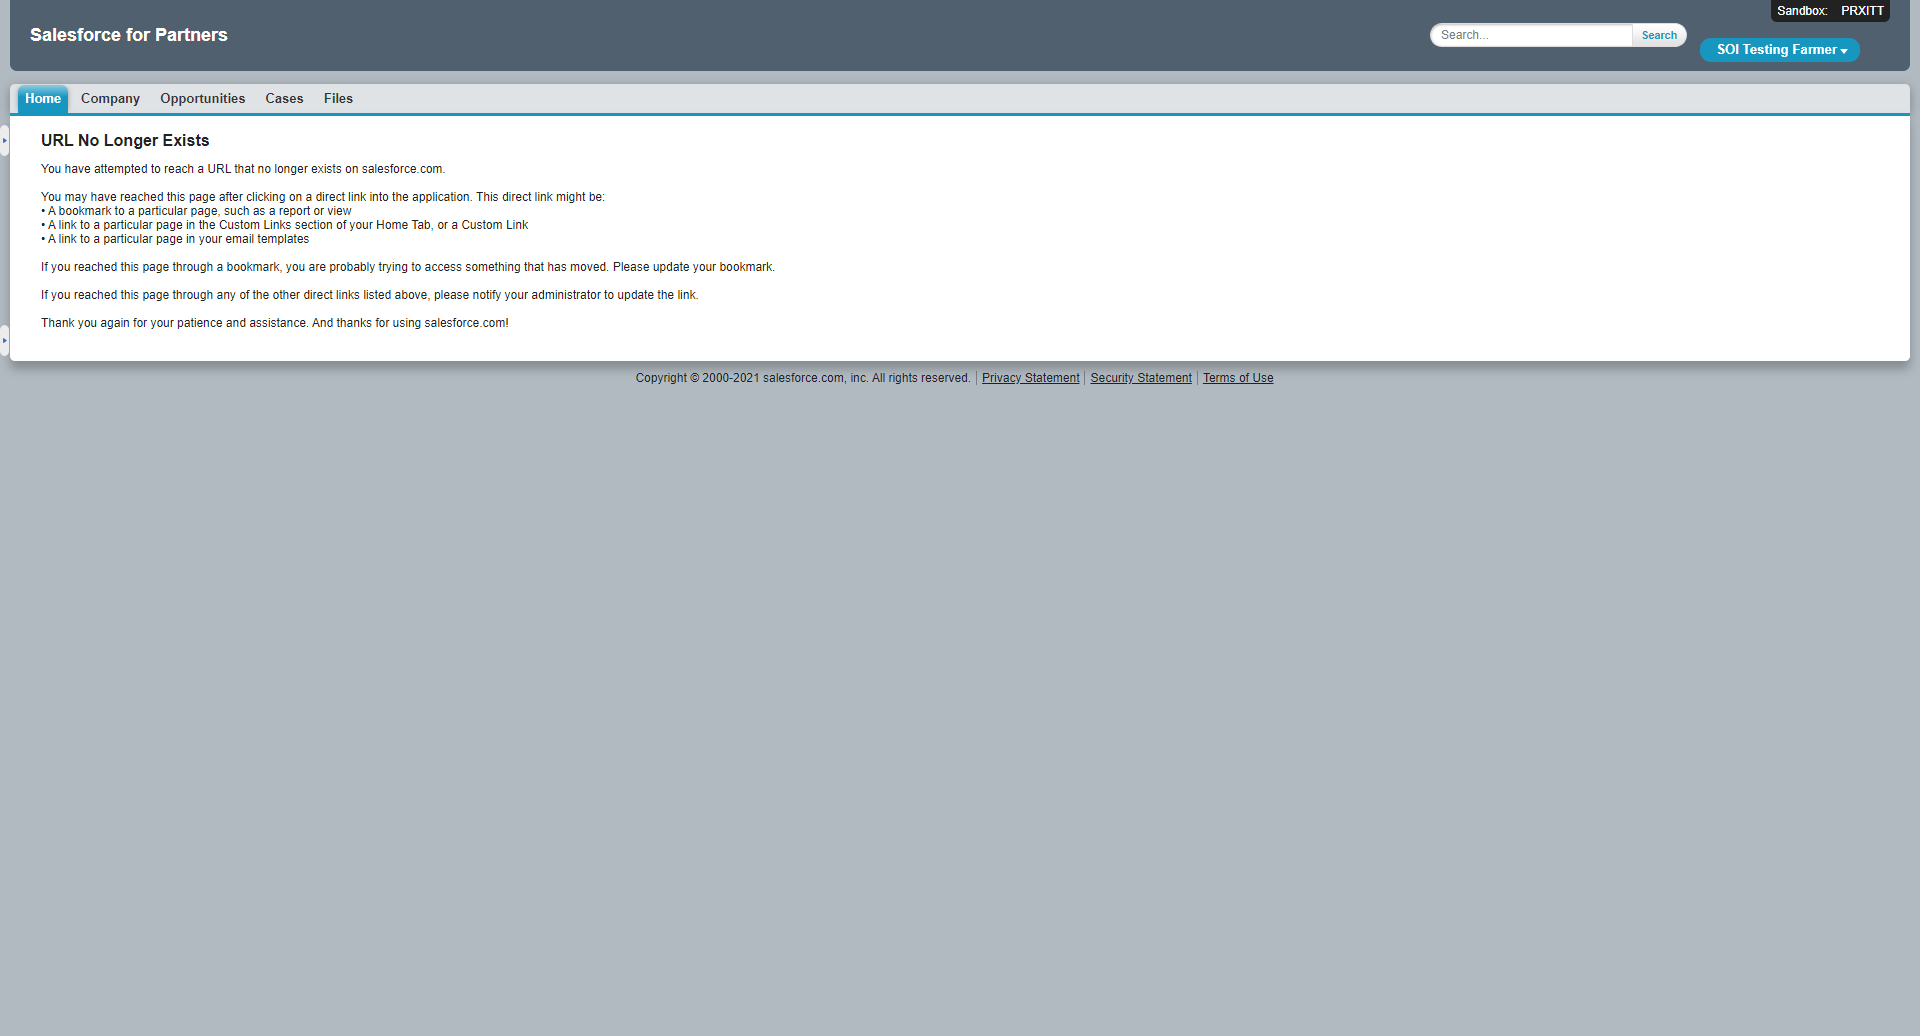 Sandbox: PRXITT
Salesforce for Partners
Search...
Search
SOI Testing Farmer
Home Company Opportunities Cases Files
URL No Longer Exists
You have attempted to reach a URL that no longer exists on salesforce.com.
You may have reached this page after clicking on a direct link into the application. This direct link might be:
• A bookmark to a particular page, such as a report or view
• A link to a particular page in the Custom Links section of your Home Tab, or a Custom Link
• A link to a particular page in your email templates
If you reached this page through a bookmark, you are probably trying to access something that has moved. Please update your bookmark.
If you reached this page through any of the other direct links listed above, please notify your administrator to update the link.
Thank you again for your patience and assistance. And thanks for using salesforce.com!
Copyright © 2000-2021 salesforce.com, inc. All rights reserved. | Privacy Statement | Security Statement | Terms of Use